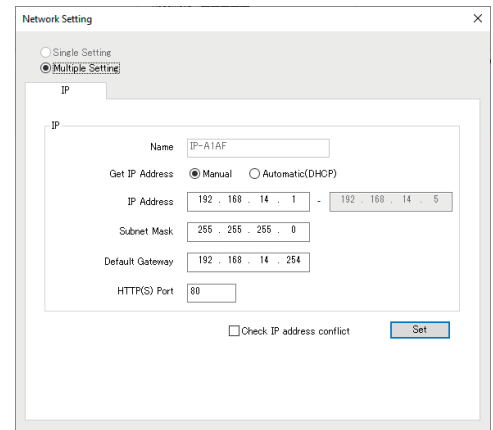 Network Setting
Single Setting
Multiple Setting
IP
IP
Name IP-A1AF
Get IP Address Manual Automatic(DHCP)
IP Address 192 . 168 . 14 . 1 - 192 . 168 . 14 . 5
Subnet Mask 255 . 255 . 255 . 0
Default Gateway 192 . 168 . 14 . 254
HTTP(S) Port 80
Check IP address conflict Set